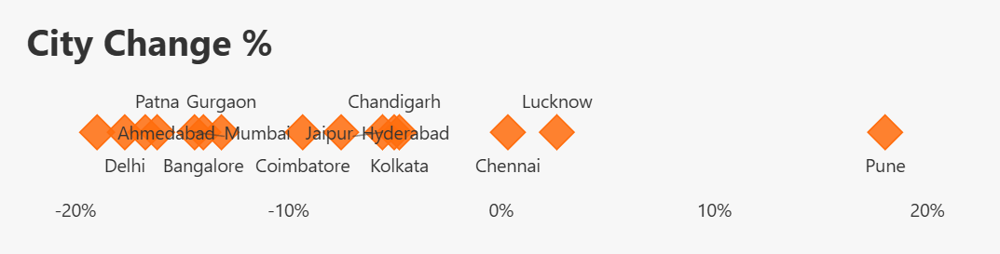 City Change %
Patna Gurgaon Chandigarh Lucknow
Ahmedabad Mumbai Jaipur Hyderabad
Delhi Bangalore Coimbatore Kolkata Chennai Pune
-20% -10% 0% 10% 20%